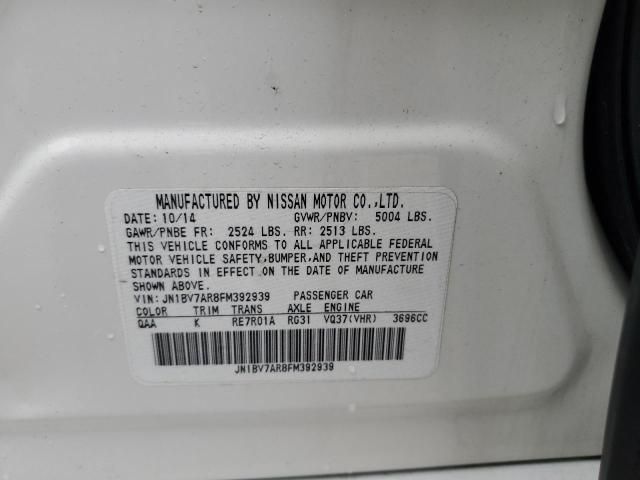 MANUFACTURED BY NISSAN MOTOR CO.,LTD.
DATE: 10/14 GVWR/PNBV: 5004 LBS.
GAWR/PNBE FR: 2524 LBS. RR: 2513 LBS.
THIS VEHICLE CONFORMS TO ALL APPLICABLE FEDERAL
MOTOR VEHICLE SAFETY,BUMPER,AND THEFT PREVENTION
STANDARDS IN EFFECT ON THE DATE OF MANUFACTURE
SHOWN ABOVE.
VIN: JN1BV7AR8FM392939 PASSENGER CAR
COLOR TRIM TRANS AXLE ENGINE
QAA K RE7R01A RG31 VQ37(VHR) 3696CC
JN1BV7AR8FM392939